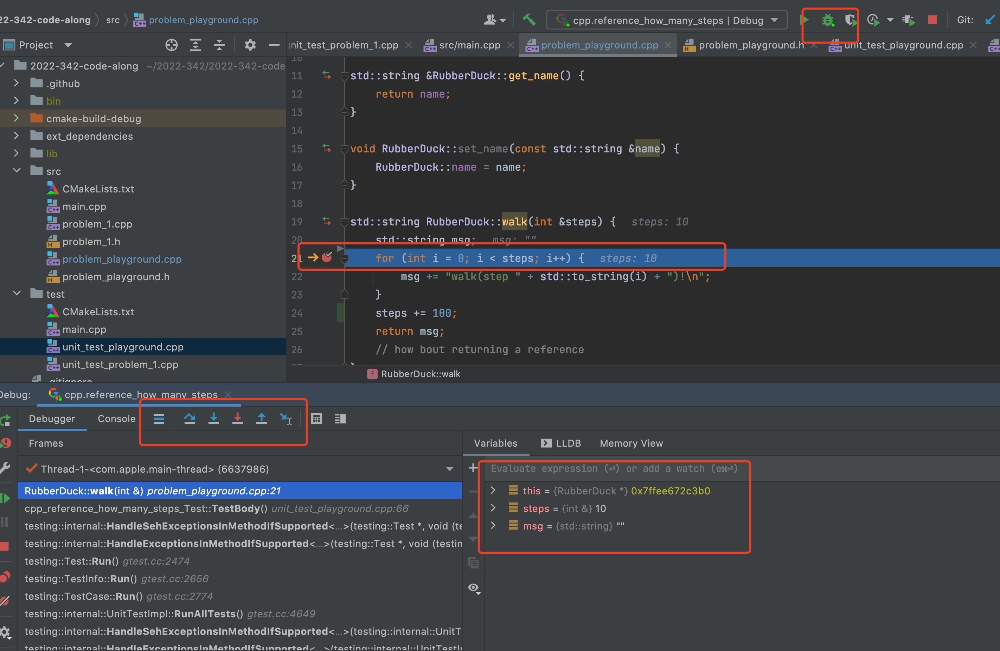 22-342-code-along
src
problem_playground.cpp
cpp.reference_how_many_steps | Debug
Git:
Project
nit_test_problem_1.cpp
src/main.cpp
problem_playground.cpp
problem_playground.h
unit_test_playground.cpp
2022-342-code-along ~/2022-342/2022-342-code
.github
bin
cmake-build-debug
ext_dependencies
lib
src
CMakeLists.txt
main.cpp
problem_1.cpp
problem_1.h
problem_playground.cpp
problem_playground.h
test
CMakeLists.txt
main.cpp
unit_test_playground.cpp
unit_test_problem_1.cpp
.gitignore
10
11 std::string &RubberDuck::get_name() {
12 return name;
13 }
14
15 void RubberDuck::set_name(const std::string &name) {
16 RubberDuck::name = name;
17 }
18
19 std::string RubberDuck::walk(int &steps) { steps: 10
20 std::string msg; msg: ""
21 for (int i = 0; i < steps; i++) { steps: 10
22 msg += "walk(step " + std::to_string(i) + ")!\n";
23 }
24 steps += 100;
25 return msg;
26 // how bout returning a reference
27 }
RubberDuck::walk
Debug:
cpp.reference_how_many_steps
Debugger
Console
Frames
Thread-1-<com.apple.main-thread> (6637986)
RubberDuck::walk(int &) problem_playground.cpp:21
cpp_reference_how_many_steps_Test::TestBody() unit_test_playground.cpp:66
testing::internal::HandleSehExceptionsInMethodIfSupported<...>(testing::Test *, void (te
testing::internal::HandleExceptionsInMethodIfSupported<...>(testing::Test *, void (testin
testing::Test::Run() gtest.cc:2474
testing::TestInfo::Run() gtest.cc:2656
testing::TestCase::Run() gtest.cc:2774
testing::internal::UnitTestImpl::RunAllTests() gtest.cc:4649
testing::internal::HandleSehExceptionsInMethodIfSupported<...>(testing::internal::UnitT
testing::internal::HandleExceptionsInMethodIfSupported<...>(testing::internal::UnitTestI
Variables
LLDB
Memory View
Evaluate expression (⏎) or add a watch (⇧⌘⏎)
this = {RubberDuck *} 0x7ffee672c3b0
steps = {int &} 10
msg = {std::string} ""